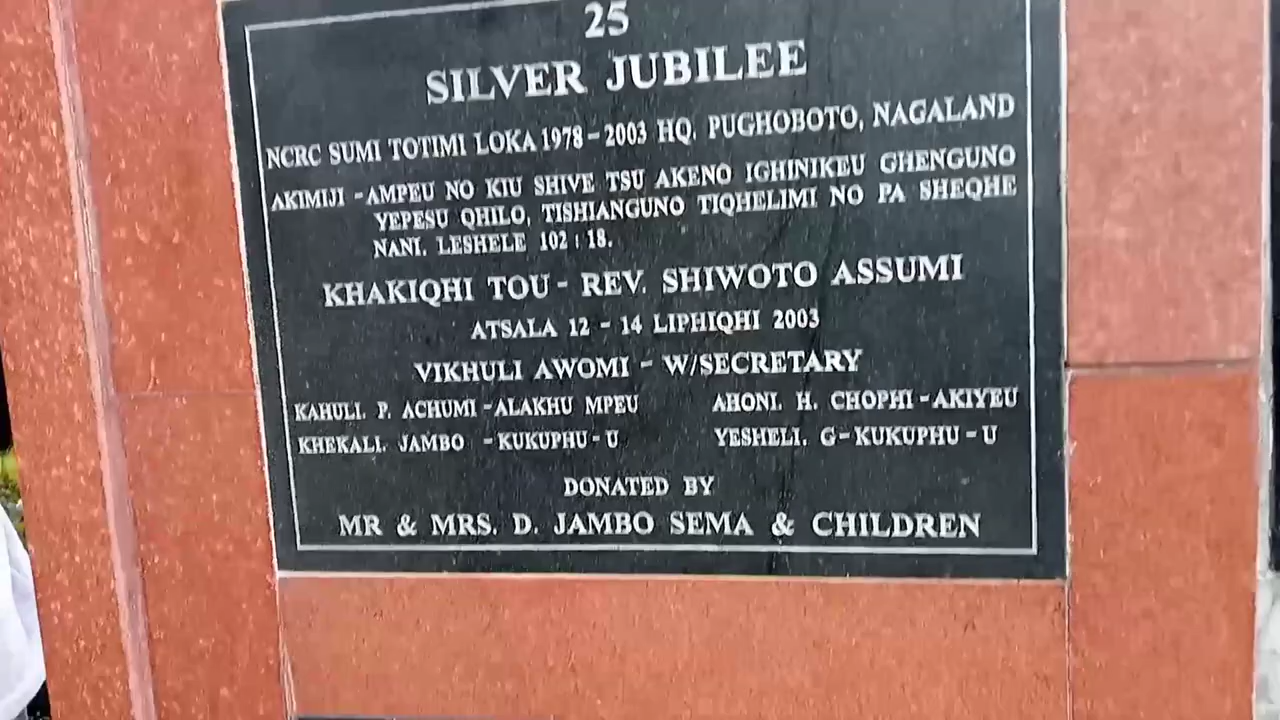 25
SILVER JUBILEE
NCRC SUMI TOTIMI LOKA 1978 - 2003 HQ. PUGHOBOTO, NAGALAND
AKIMIJI - AMPEU NO KIU SHIVE TSU AKENO IGHINIKEU GHENGUNO
YEPESU QHILO, TISHIANGUNO TIQHELIMI NO PA SHEQHE
NANI. LESHELE 102 : 18.
KHAKIQHI TOU - REV. SHIWOTO ASSUMI
ATSALA 12 - 14 LIPHIQHI 2003
VIKHULI AWOMI - W/SECRETARY
KAHULI. P. ACHUMI - ALAKHU MPEU AHONI. H. CHOPHI - AKIYEU
KHEKALI. JAMBO - KUKUPHU - U YESHELI. G - KUKUPHU - U
DONATED BY
MR & MRS. D. JAMBO SEMA & CHILDREN